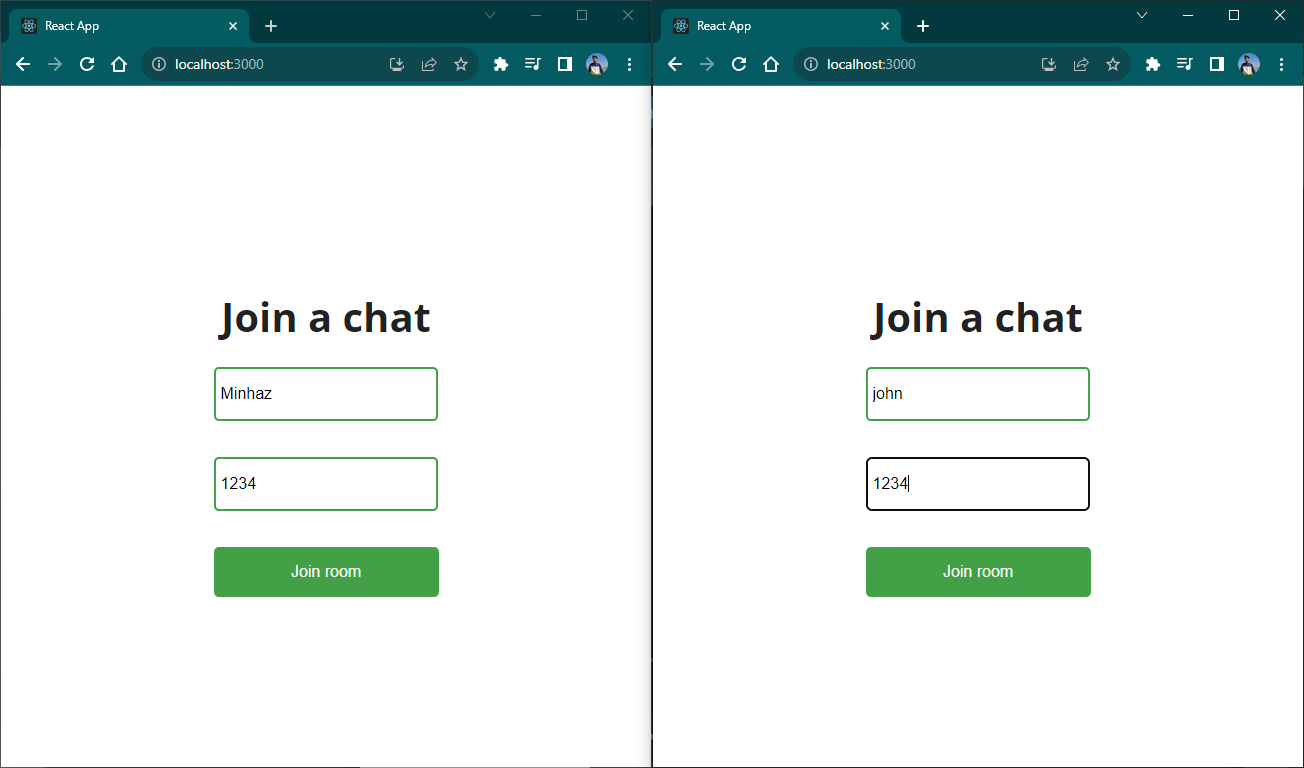 React App
localhost:3000
Join a chat
Minhaz
1234
Join room
React App
localhost:3000
Join a chat
john
1234
Join room